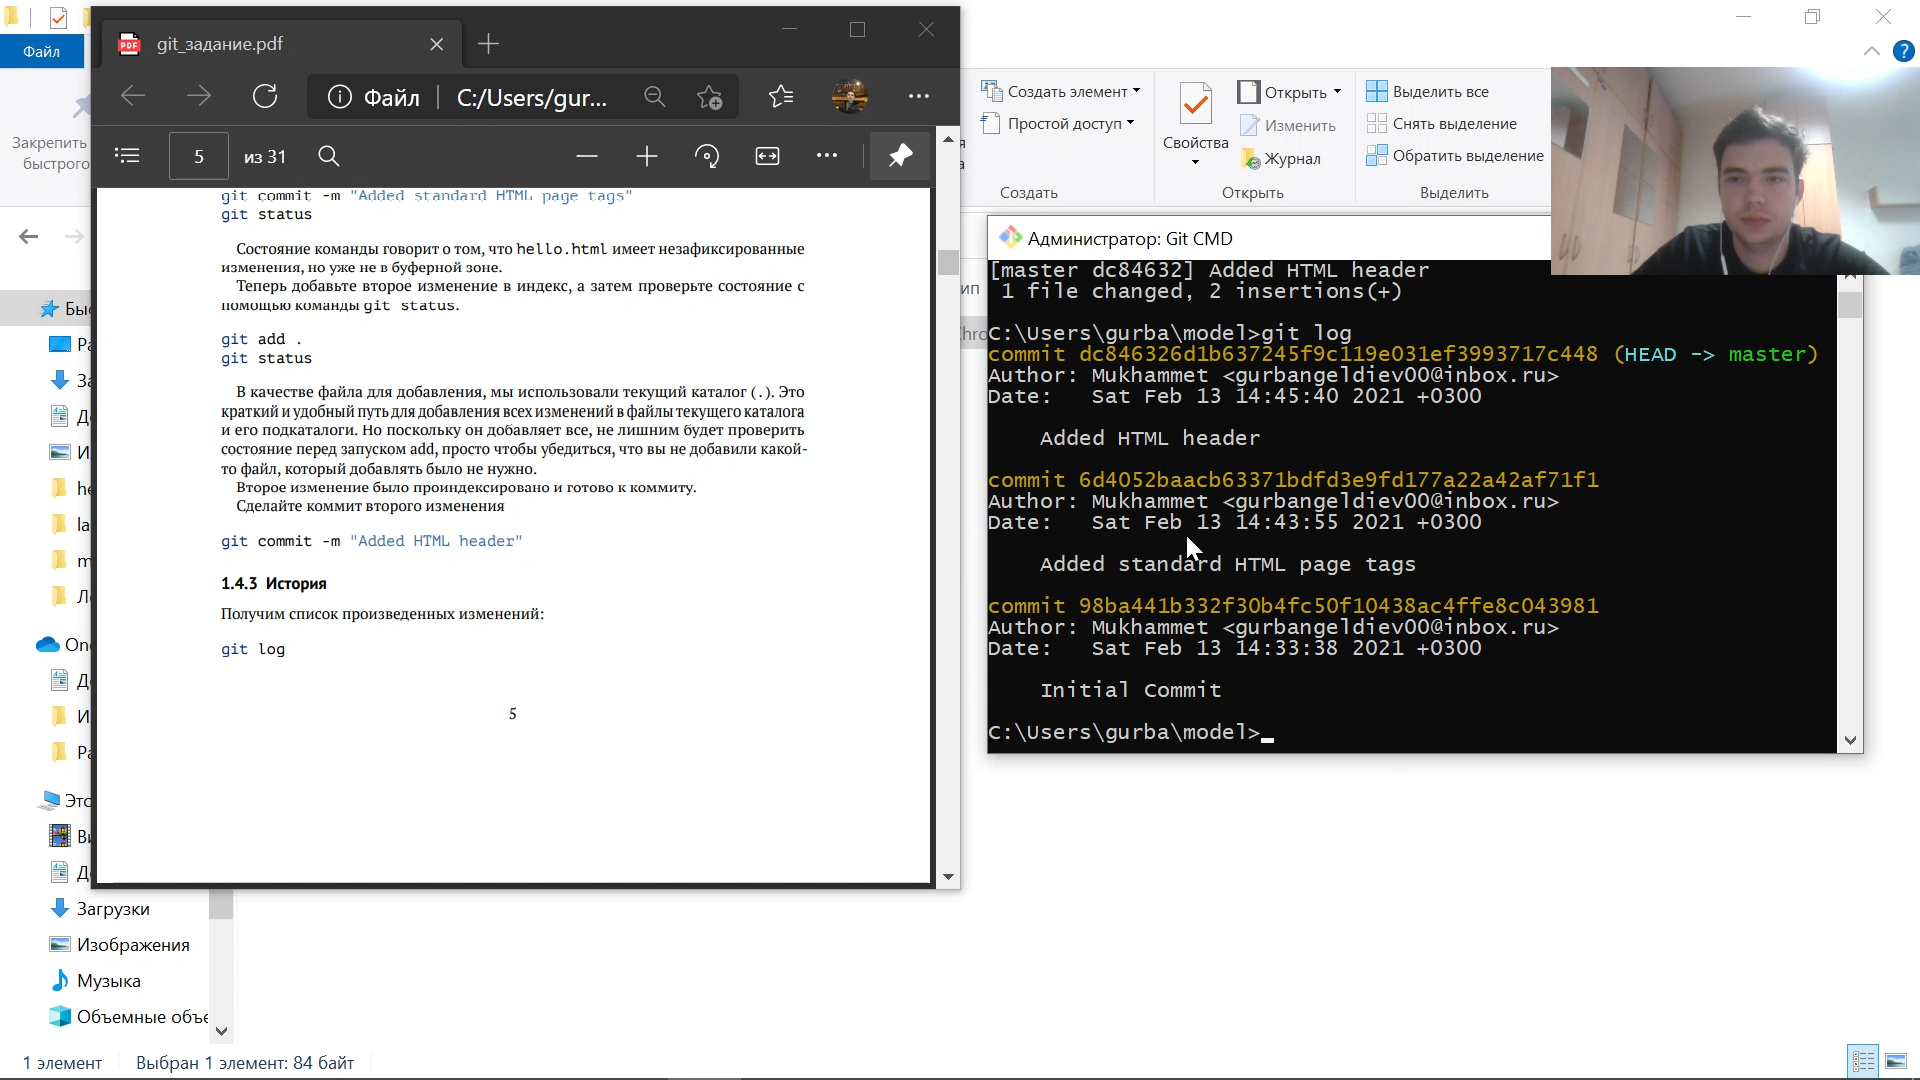 Файл
git_задание.pdf
Файл
C:/Users/gur...
5
из 31
git commit -m "Added standard HTML page tags"
git status
Состояние команды говорит о том, что hello.html имеет незафиксированные
изменения, но уже не в буферной зоне.
Теперь добавьте второе изменение в индекс, а затем проверьте состояние с
помощью команды git status.
git add .
git status
В качестве файла для добавления, мы использовали текущий каталог (.). Это
краткий и удобный путь для добавления всех изменений в файлы текущего каталога
и его подкаталоги. Но поскольку он добавляет все, не лишним будет проверить
состояние перед запуском add, просто чтобы убедиться, что вы не добавили какой-
то файл, который добавлять было не нужно.
Второе изменение было проиндексировано и готово к коммиту.
Сделайте коммит второго изменения
git commit -m "Added HTML header"
1.4.3 История
Получим список произведенных изменений:
git log
5
Закрепить
быстрого
Создать элемент
Простой доступ
Создать
Свойства
Открыть
Изменить
Журнал
Открыть
Выделить все
Снять выделение
Обратить выделение
Выделить
Администратор: Git CMD
[master dc84632] Added HTML header
1 file changed, 2 insertions(+)
C:\Users\gurba\model>git log
commit dc846326d1b637245f9c119e031ef3993717c448 (HEAD -> master)
Author: Mukhammet <gurbangeldiev00@inbox.ru>
Date: Sat Feb 13 14:45:40 2021 +0300
Added HTML header
commit 6d4052baacb63371bdfd3e9fd177a22a42af71f1
Author: Mukhammet <gurbangeldiev00@inbox.ru>
Date: Sat Feb 13 14:43:55 2021 +0300
Added standard HTML page tags
commit 98ba441b332f30b4fc50f10438ac4ffe8c043981
Author: Mukhammet <gurbangeldiev00@inbox.ru>
Date: Sat Feb 13 14:33:38 2021 +0300
Initial Commit
C:\Users\gurba\model>
Загрузки
Изображения
Музыка
Объемные объе
1 элемент
Выбран 1 элемент: 84 байт